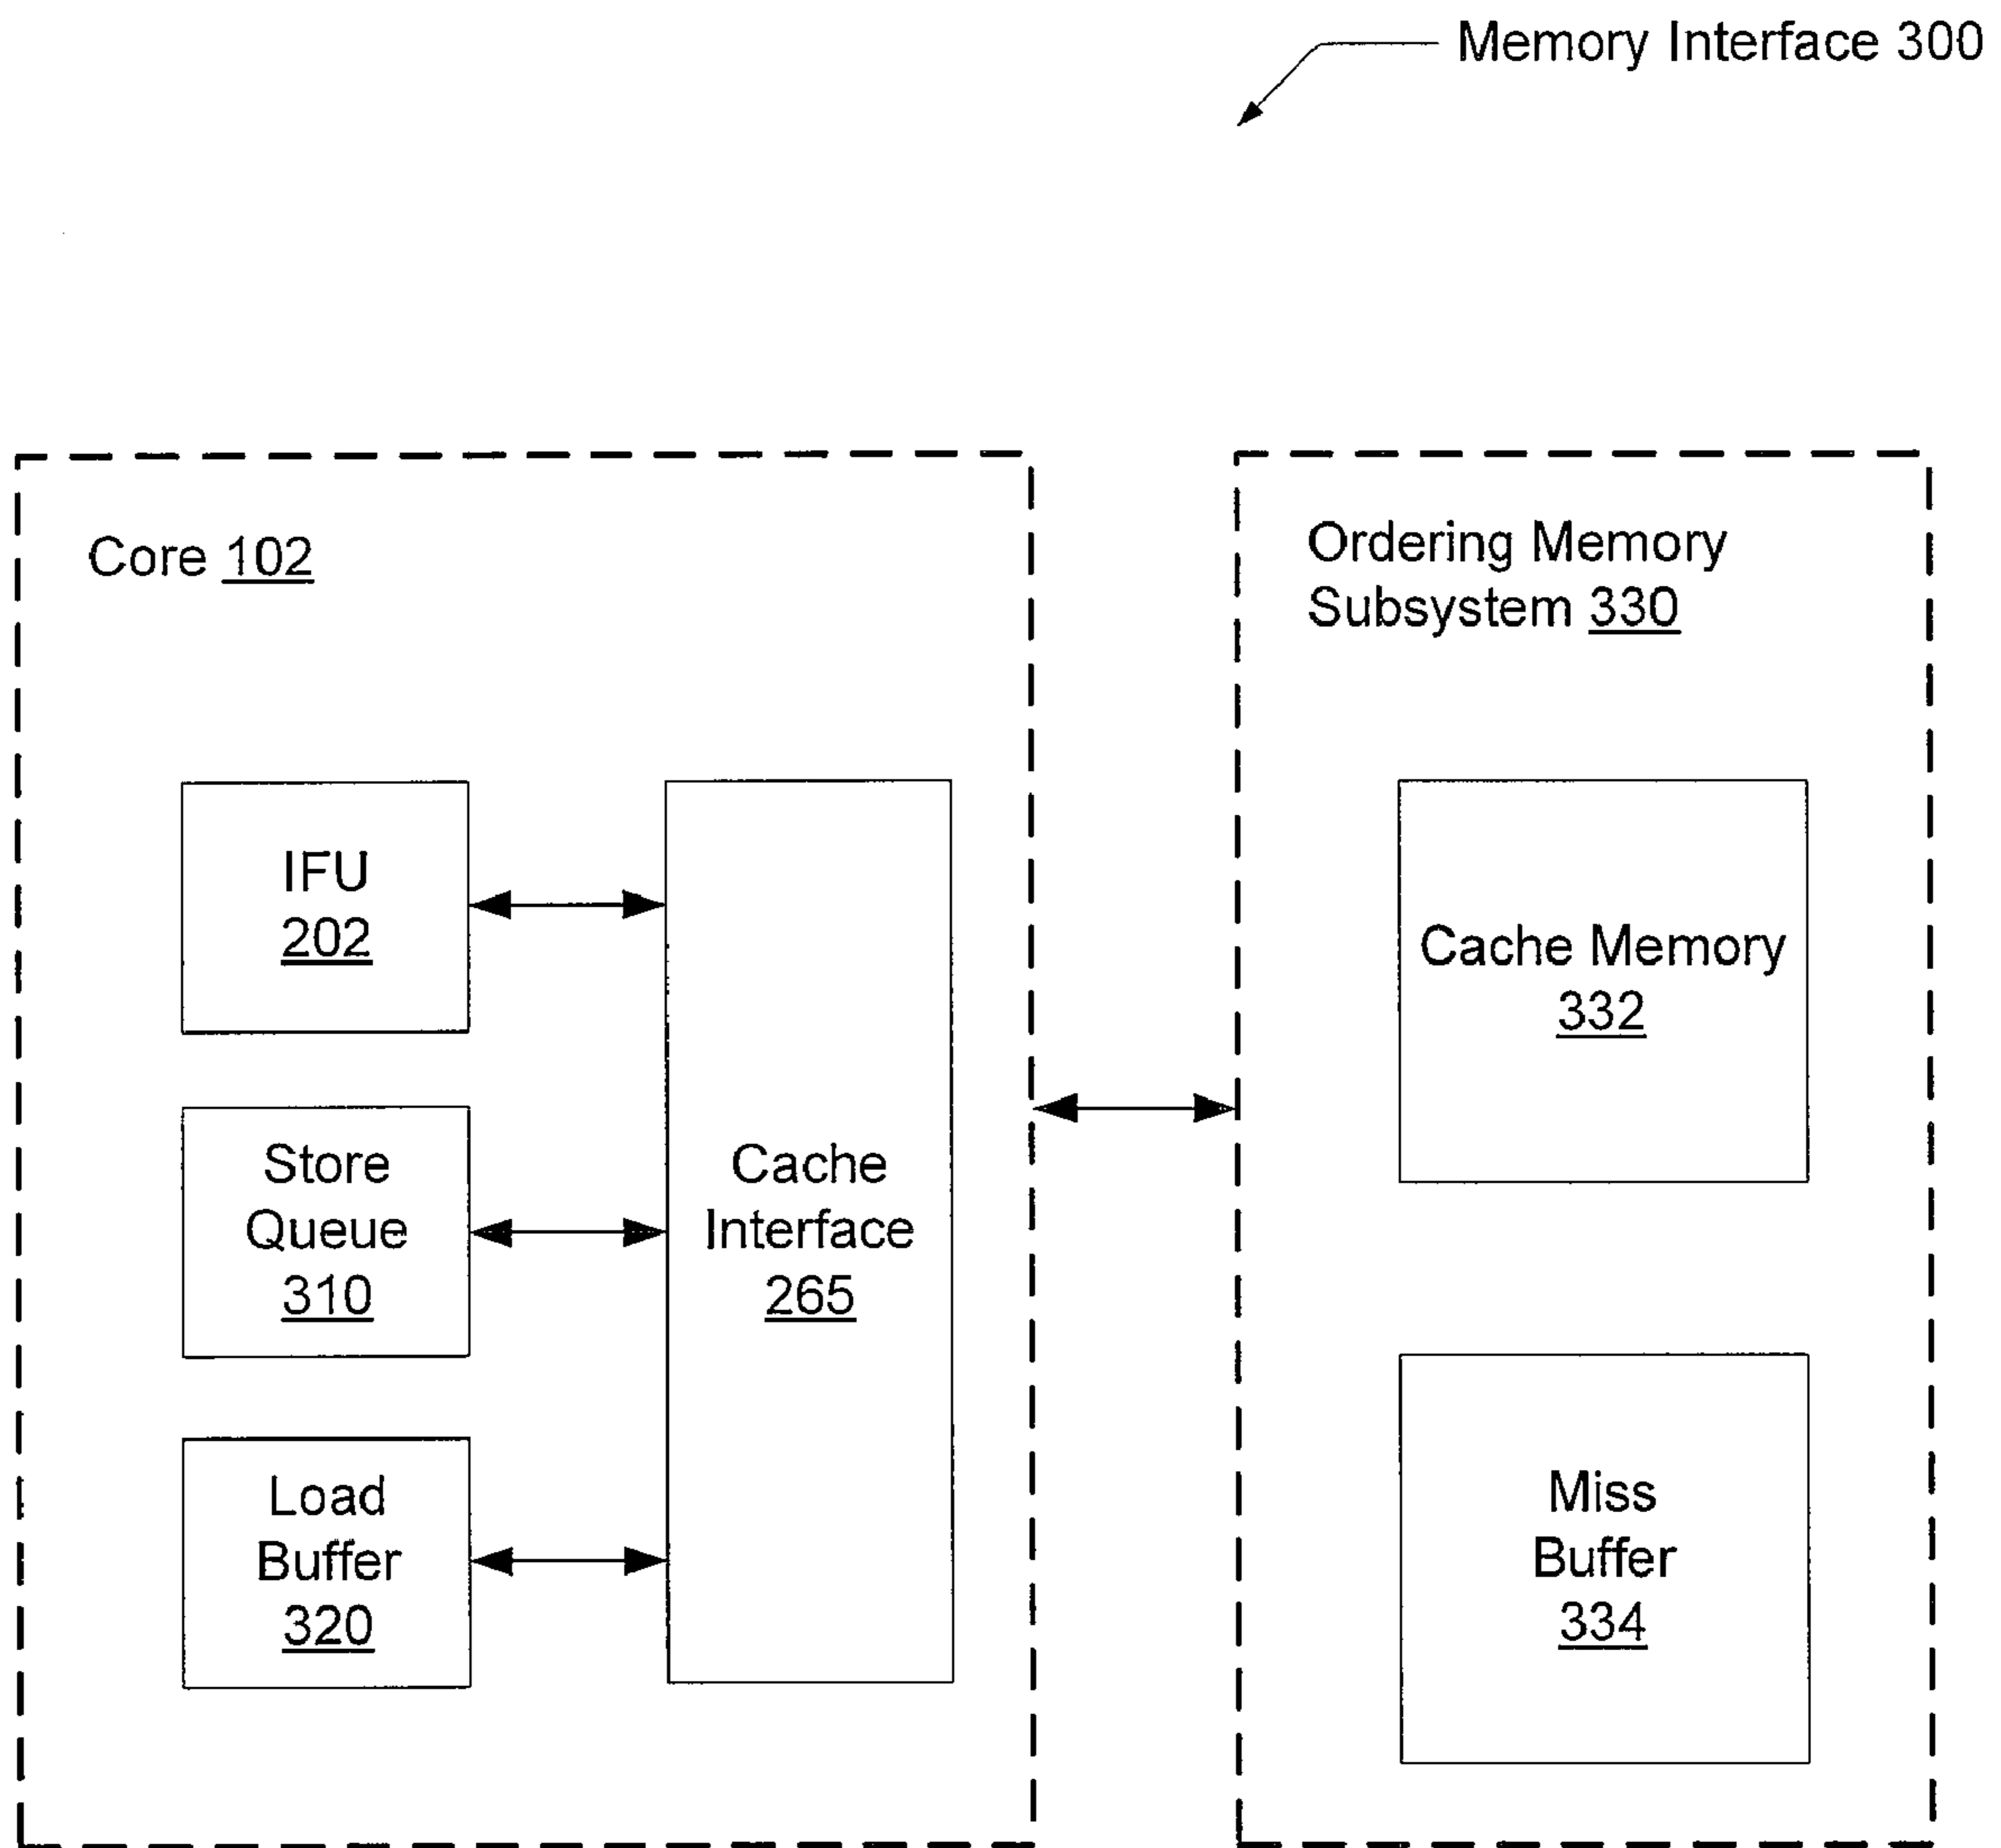 Memory Interface 300
Core 102
Ordering Memory
Subsystem 330
IFU
202
Store
Queue
310
Load
Buffer
320
Cache
Interface
265
Cache Memory
332
Miss
Buffer
334